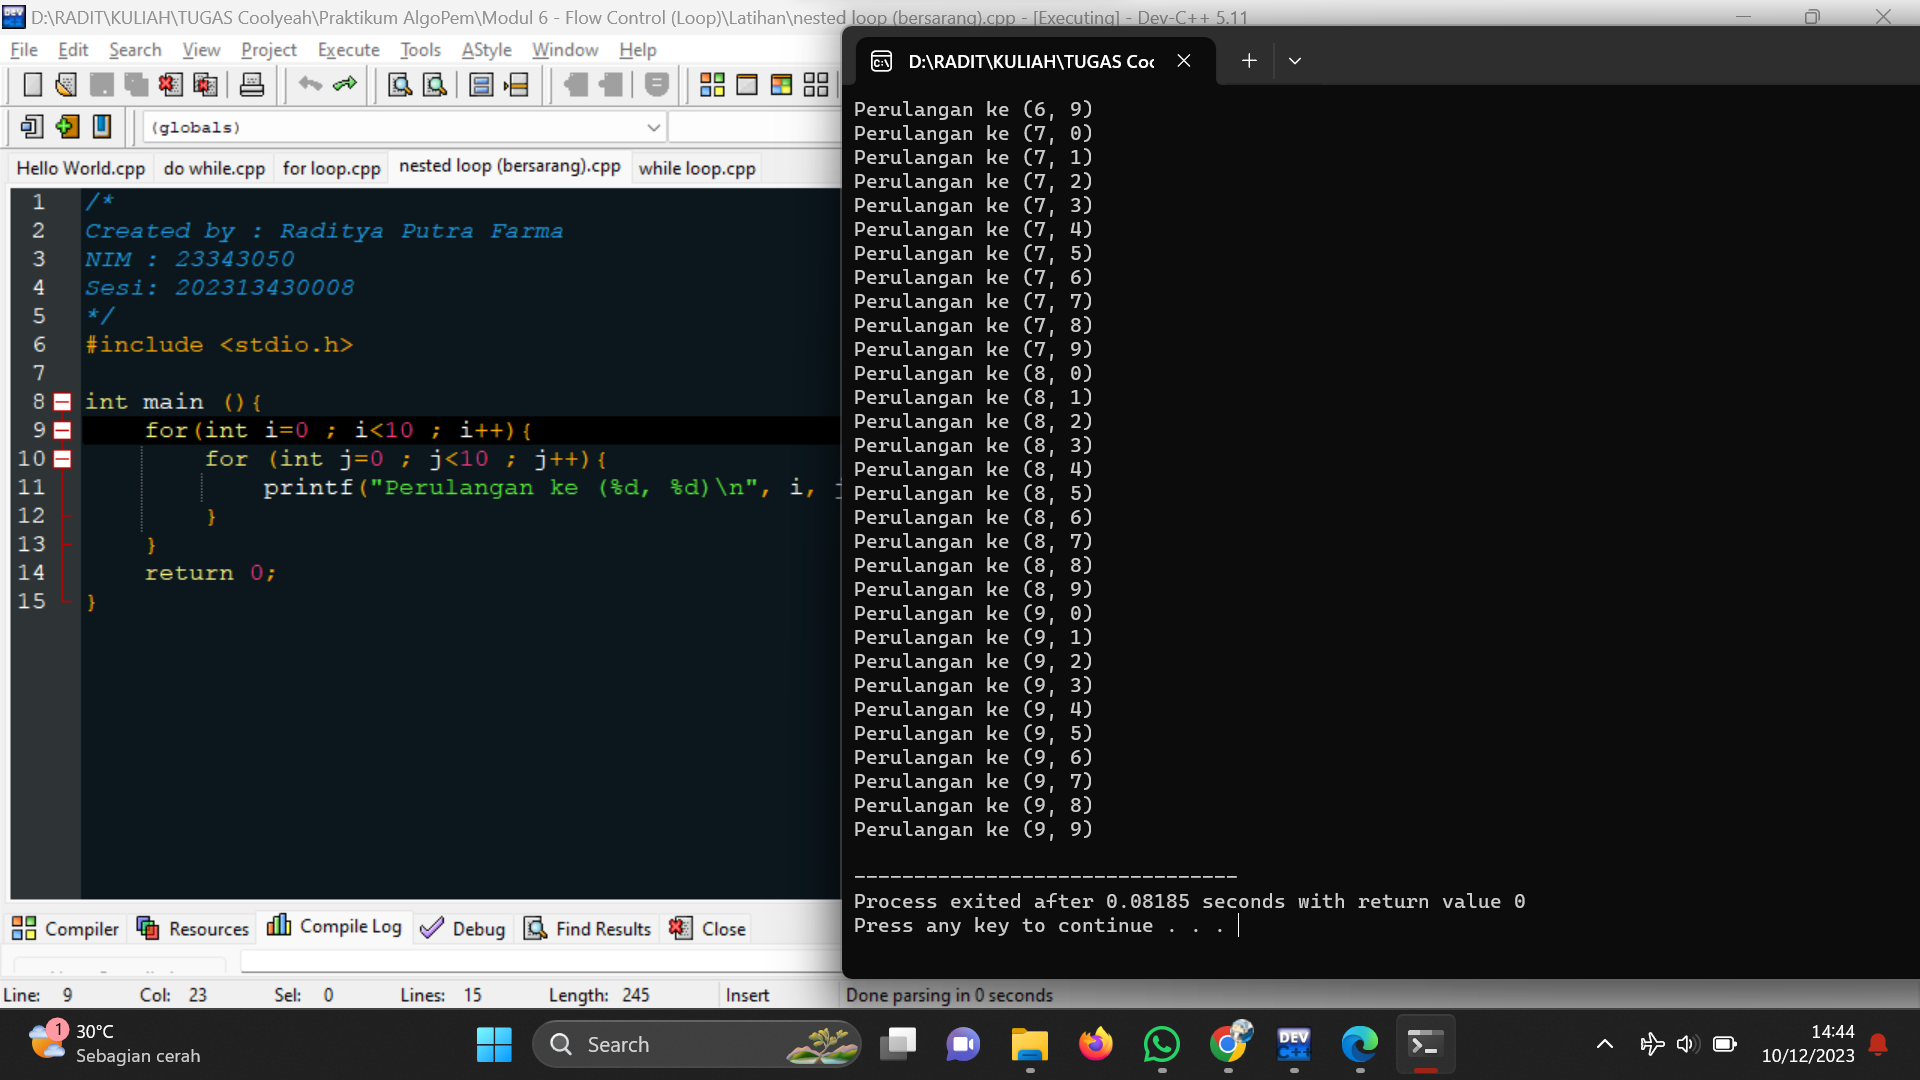 D:\RADIT\KULIAH\TUGAS Coolyeah\Praktikum AlgoPem\Modul 6 - Flow Control (Loop)\Latihan\nested loop (bersarang).cpp - [Executing] - Dev-C++ 5.11
File Edit Search View Project Execute Tools AStyle Window Help
(globals)
Hello World.cpp do while.cpp for loop.cpp nested loop (bersarang).cpp while loop.cpp
1 /*
2 Created by : Raditya Putra Farma
3 NIM : 23343050
4 Sesi: 202313430008
5 */
6 #include <stdio.h>
7
8 int main (){
9 for(int i=0 ; i<10 ; i++){
10 for (int j=0 ; j<10 ; j++){
11 printf("Perulangan ke (%d, %d)\n", i,
12 }
13 }
14 return 0;
15 }
Compiler Resources Compile Log Debug Find Results Close
Line: 9 Col: 23 Sel: 0 Lines: 15 Length: 245 Insert Done parsing in 0 seconds
D:\RADIT\KULIAH\TUGAS Coo
Perulangan ke (6, 9)
Perulangan ke (7, 0)
Perulangan ke (7, 1)
Perulangan ke (7, 2)
Perulangan ke (7, 3)
Perulangan ke (7, 4)
Perulangan ke (7, 5)
Perulangan ke (7, 6)
Perulangan ke (7, 7)
Perulangan ke (7, 8)
Perulangan ke (7, 9)
Perulangan ke (8, 0)
Perulangan ke (8, 1)
Perulangan ke (8, 2)
Perulangan ke (8, 3)
Perulangan ke (8, 4)
Perulangan ke (8, 5)
Perulangan ke (8, 6)
Perulangan ke (8, 7)
Perulangan ke (8, 8)
Perulangan ke (8, 9)
Perulangan ke (9, 0)
Perulangan ke (9, 1)
Perulangan ke (9, 2)
Perulangan ke (9, 3)
Perulangan ke (9, 4)
Perulangan ke (9, 5)
Perulangan ke (9, 6)
Perulangan ke (9, 7)
Perulangan ke (9, 8)
Perulangan ke (9, 9)
--------------------------------
Process exited after 0.08185 seconds with return value 0
Press any key to continue . . .
1 30°C
Sebagian cerah
Search
DEV C++
14:44
10/12/2023